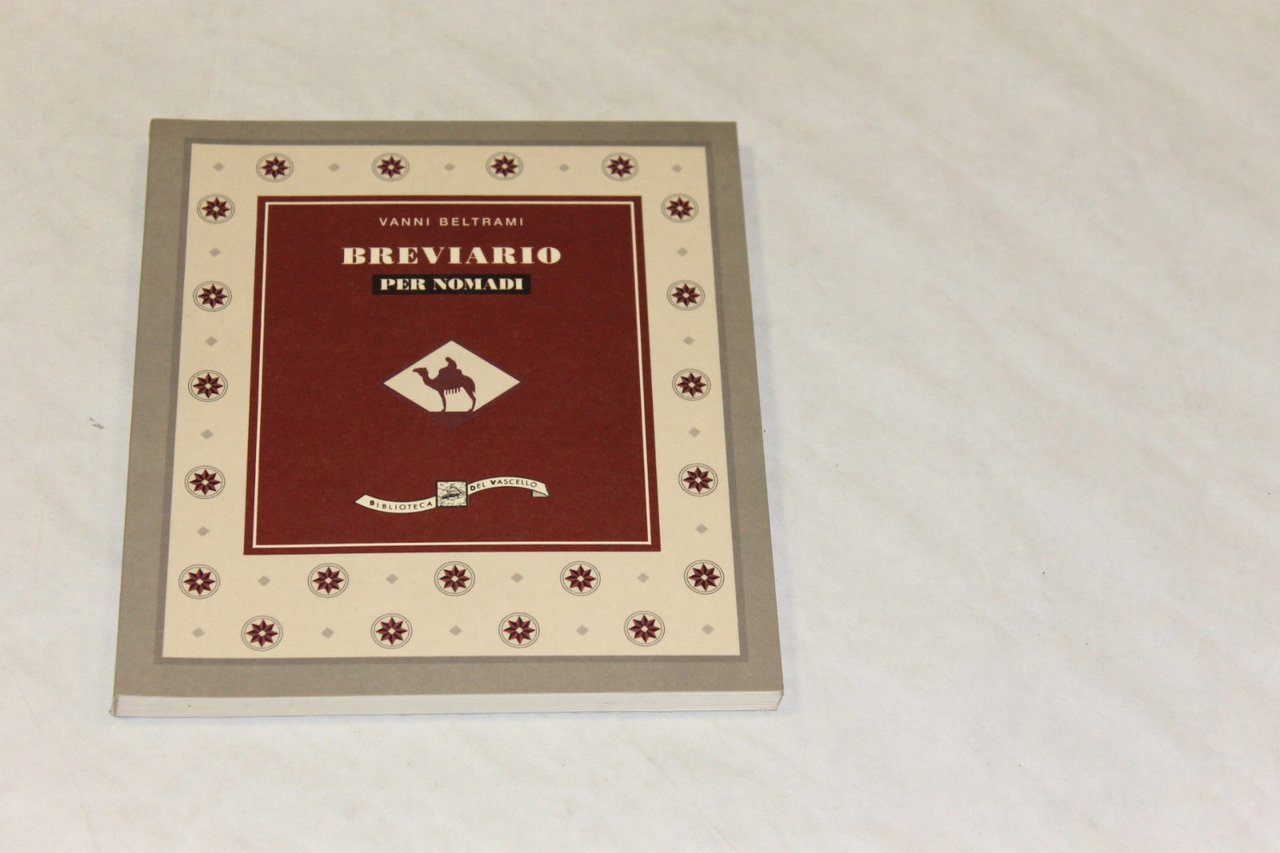 VANNI BELTRAMI
BREVIARIO
PER NOMADI
BIBLIOTECA DEL VASCELLO